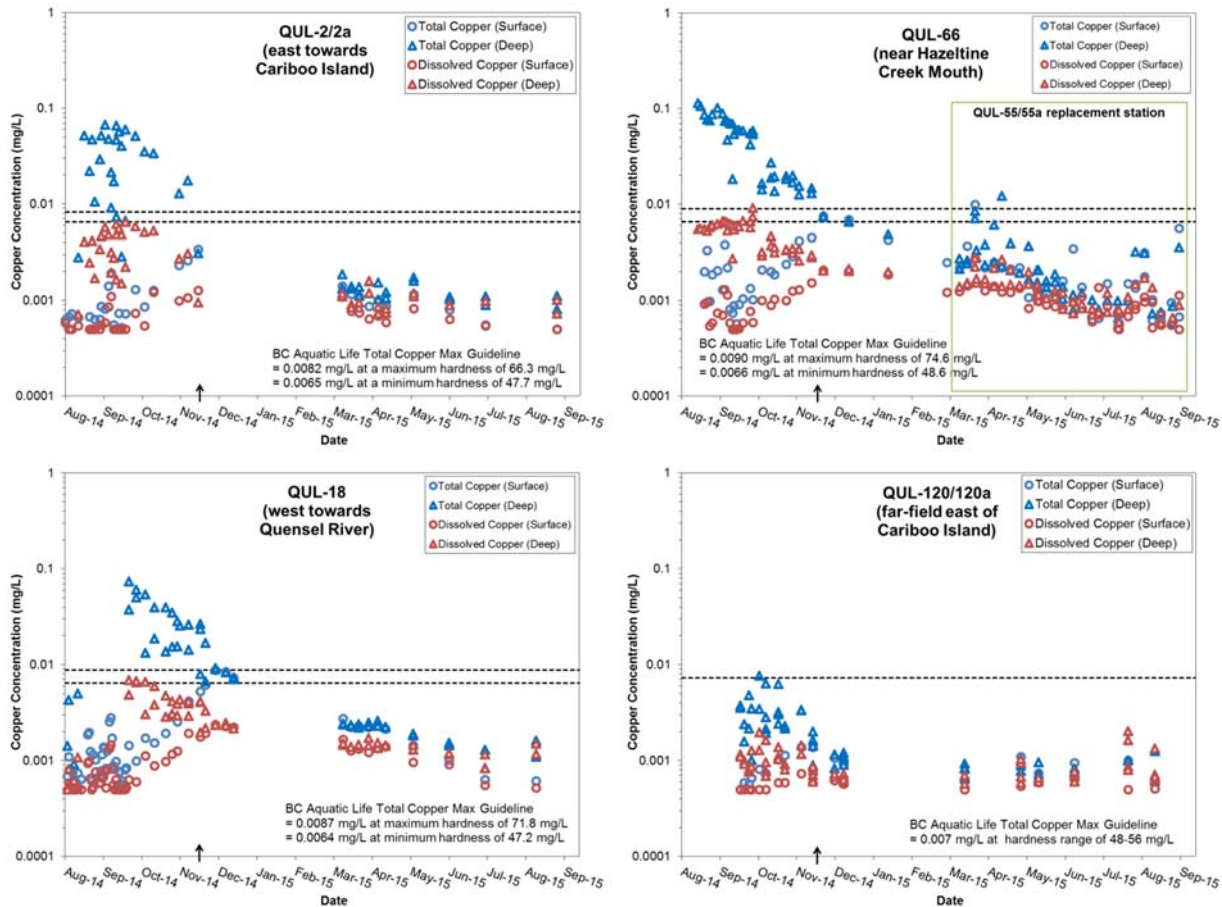 QUL-2/2a
(east towards
Cariboo Island)
Total Copper (Surface)
Total Copper (Deep)
Dissolved Copper (Surface)
Dissolved Copper (Deep)
Copper Concentration (mg/L)
1
0.1
0.01
0.001
0.0001
BC Aquatic Life Total Copper Max Guideline
= 0.0082 mg/L at a maximum hardness of 66.3 mg/L
= 0.0065 mg/L at a minimum hardness of 47.7 mg/L
Aug-14
Sep-14
Oct-14
Nov-14
Dec-14
Jan-15
Feb-15
Mar-15
Apr-15
May-15
Jun-15
Jul-15
Aug-15
Sep-15
Date
QUL-66
(near Hazeltine
Creek Mouth)
Total Copper (Surface)
Total Copper (Deep)
Dissolved Copper (Surface)
Dissolved Copper (Deep)
QUL-55/55a replacement station
Copper Concentration (mg/L)
1
0.1
0.01
0.001
0.0001
BC Aquatic Life Total Copper Max Guideline
= 0.0090 mg/L at maximum hardness of 74.6 mg/L
= 0.0066 mg/L at minimum hardness of 48.6 mg/L
Aug-14
Sep-14
Oct-14
Nov-14
Dec-14
Jan-15
Feb-15
Mar-15
Apr-15
May-15
Jun-15
Jul-15
Aug-15
Sep-15
Date
QUL-18
(west towards
Quensel River)
Total Copper (Surface)
Total Copper (Deep)
Dissolved Copper (Surface)
Dissolved Copper (Deep)
Copper Concentration (mg/L)
1
0.1
0.01
0.001
0.0001
BC Aquatic Life Total Copper Max Guideline
= 0.0087 mg/L at maximum hardness of 71.8 mg/L
= 0.0064 mg/L at minimum hardness of 47.2 mg/L
Aug-14
Sep-14
Oct-14
Nov-14
Dec-14
Jan-15
Feb-15
Mar-15
Apr-15
May-15
Jun-15
Jul-15
Aug-15
Sep-15
Date
QUL-120/120a
(far-field east of
Cariboo Island)
Total Copper (Surface)
Total Copper (Deep)
Dissolved Copper (Surface)
Dissolved Copper (Deep)
Copper Concentration (mg/L)
1
0.1
0.01
0.001
0.0001
BC Aquatic Life Total Copper Max Guideline
= 0.007 mg/L at hardness range of 48-56 mg/L
Aug-14
Sep-14
Oct-14
Nov-14
Dec-14
Jan-15
Feb-15
Mar-15
Apr-15
May-15
Jun-15
Jul-15
Aug-15
Sep-15
Date